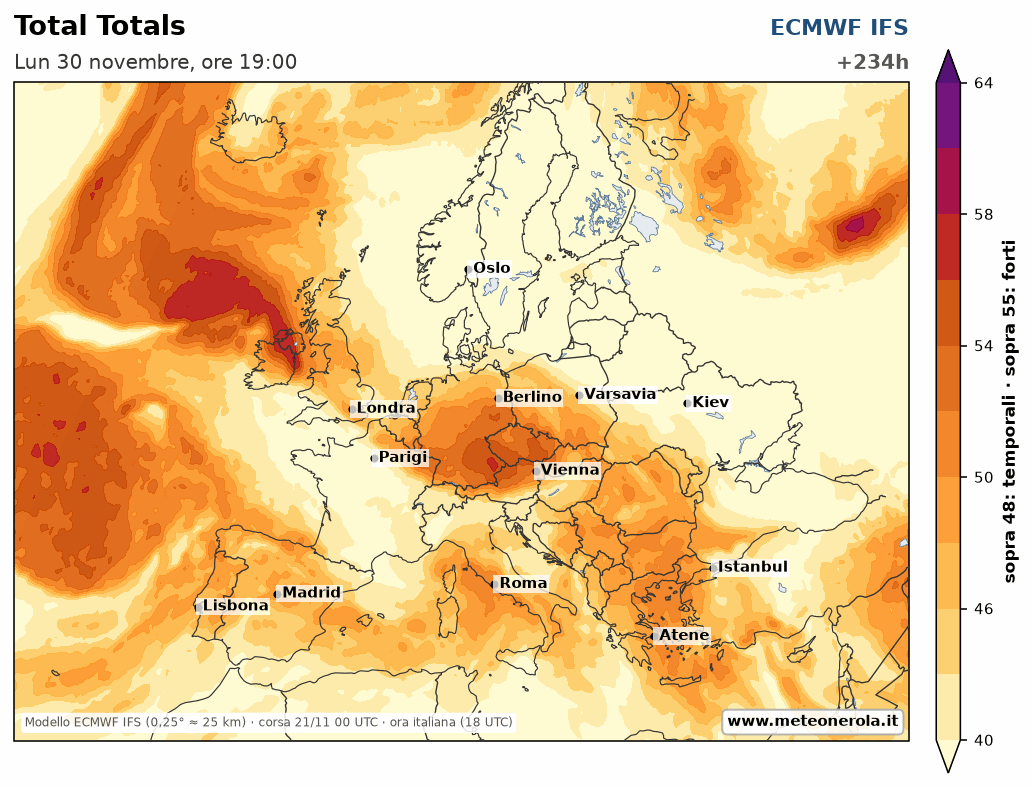 Total Totals
ECMWF IFS
Lun 30 novembre, ore 19:00
+234h
64
58
54
50
46
40
sopra 48: temporali · sopra 55: forti
Oslo
Londra
Berlino
Varsavia
Kiev
Parigi
Vienna
Istanbul
Roma
Madrid
Lisbona
Atene
Modello ECMWF IFS (0,25° ≈ 25 km) · corsa 21/11 00 UTC · ora italiana (18 UTC)
www.meteonerola.it